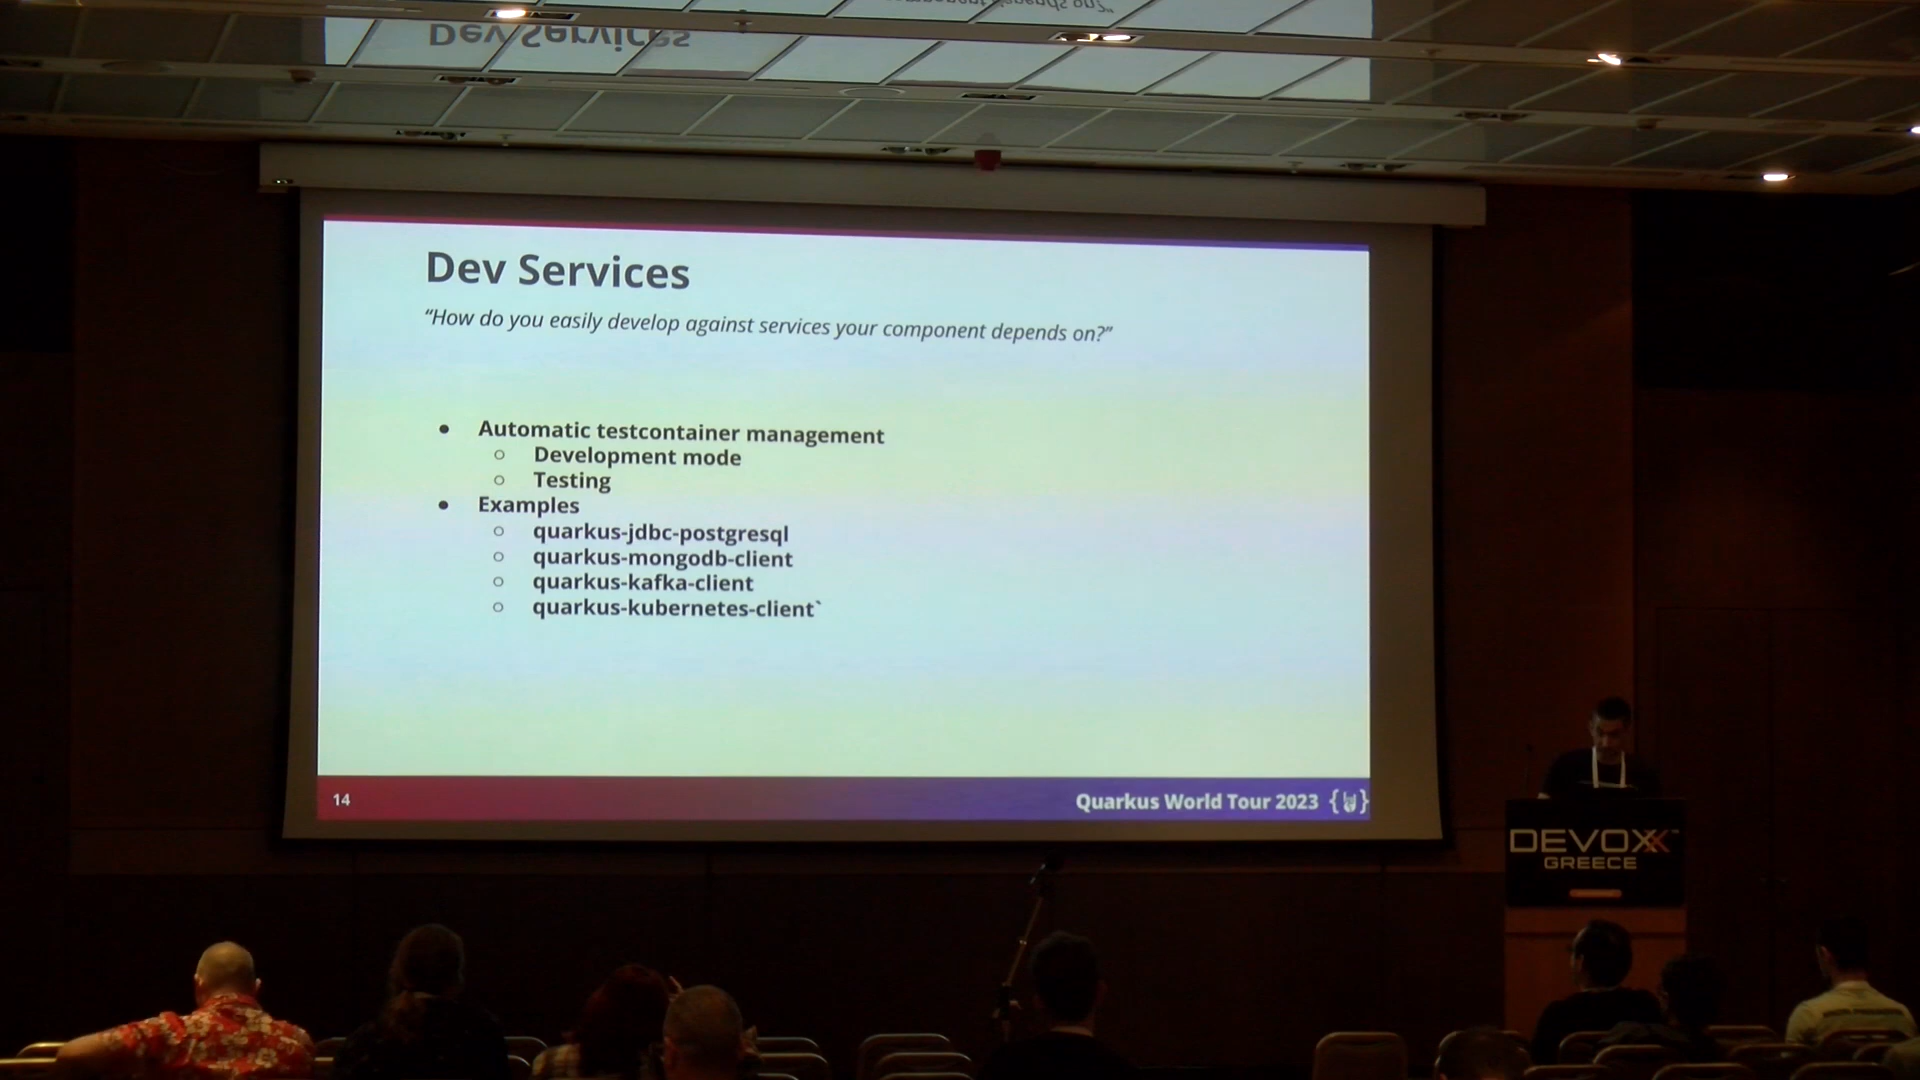 Dev Services
“How do you easily develop against services your component depends on?”
● Automatic testcontainer management
○ Development mode
○ Testing
● Examples
○ quarkus-jdbc-postgresql
○ quarkus-mongodb-client
○ quarkus-kafka-client
○ quarkus-kubernetes-client`
14
Quarkus World Tour 2023
DEVOXX™
GREECE